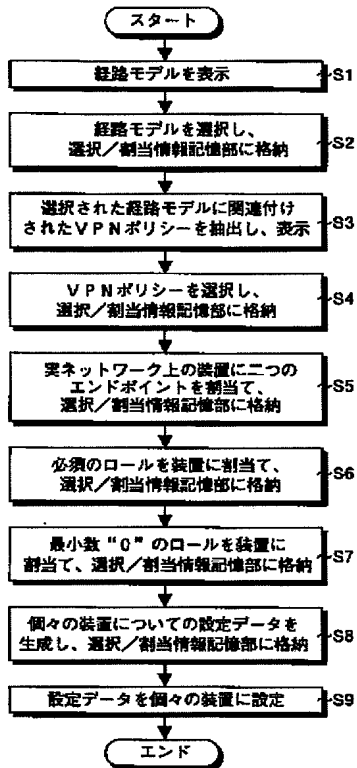 スタート
経路モデルを表示
S1
経路モデルを選択し、
選択／割当情報記憶部に格納
S2
選択された経路モデルに関連付け
されたVPNポリシーを抽出し、表示
S3
VPNポリシーを選択し、
選択／割当情報記憶部に格納
S4
実ネットワーク上の装置に二つの
エンドポイントを割当て、
選択／割当情報記憶部に格納
S5
必須のロールを装置に割当て、
選択／割当情報記憶部に格納
S6
最小数“0”のロールを装置に
割当て、選択／割当情報記憶部に格納
S7
個々の装置についての設定データを
生成し、選択／割当情報記憶部に格納
S8
設定データを個々の装置に設定
S9
エンド